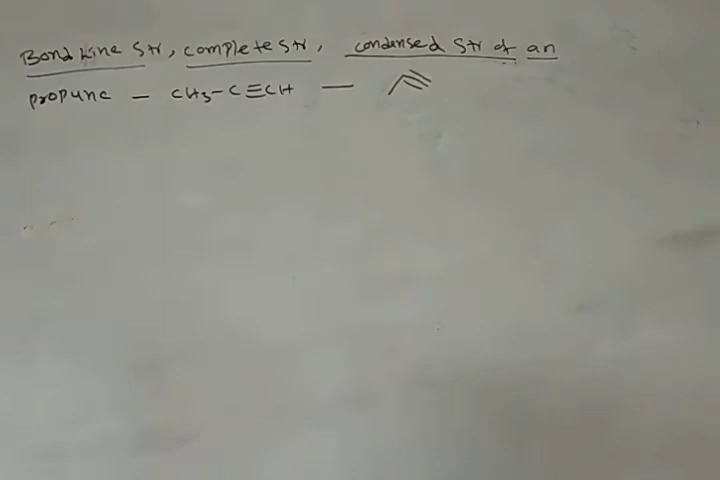 Bond Line Str, complete Str, condensed Str of an
propyne — CH₃-C≡CH —